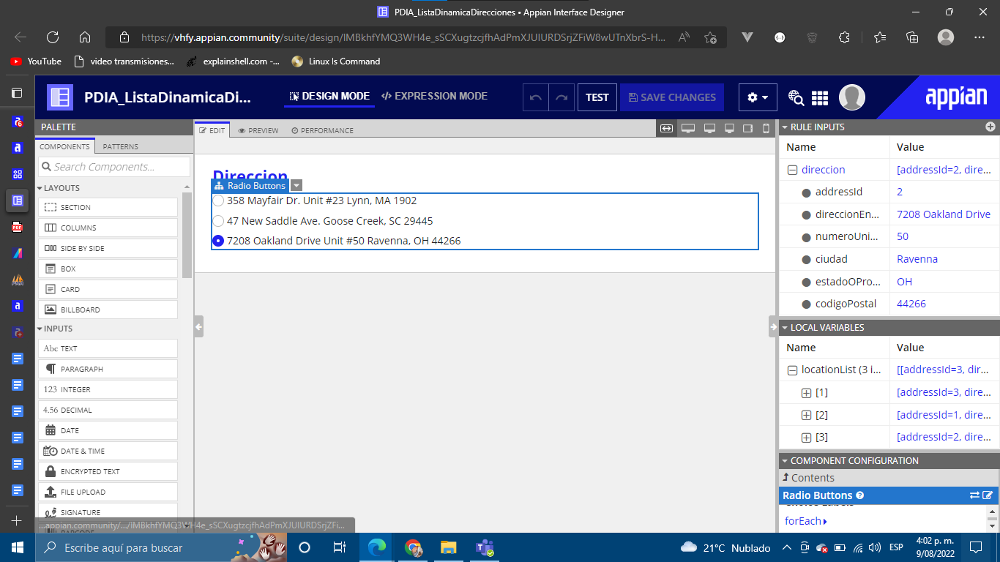 PDIA_ListaDinamicaDirecciones • Appian Interface Designer
https://vhfy.appian.community/suite/design/lMBkhfYMQ3WH4e_sSCXugtzcjfhAdPmXJUIURDSrjZFiW8wUTnXbrS-H...
YouTube
video transmisiones...
explainshell.com -...
Linux Is Command
PDIA_ListaDinamicaDi...
DESIGN MODE
</> EXPRESSION MODE
TEST
SAVE CHANGES
appian
PALETTE
COMPONENTS
PATTERNS
Search Components...
LAYOUTS
SECTION
COLUMNS
SIDE BY SIDE
BOX
CARD
BILLBOARD
INPUTS
Abc TEXT
PARAGRAPH
123 INTEGER
4.56 DECIMAL
DATE
DATE & TIME
ENCRYPTED TEXT
FILE UPLOAD
SIGNATURE
EDIT
PREVIEW
PERFORMANCE
Direccion
Radio Buttons
358 Mayfair Dr. Unit #23 Lynn, MA 1902
47 New Saddle Ave. Goose Creek, SC 29445
7208 Oakland Drive Unit #50 Ravenna, OH 44266
RULE INPUTS
Name Value
direccion [addressId=2, dire...
addressId 2
direccionEn... 7208 Oakland Drive
numeroUni... 50
ciudad Ravenna
estadoOPro... OH
codigoPostal 44266
LOCAL VARIABLES
Name Value
locationList (3 i... [[addressId=3, dir...
[1] [addressId=3, dire...
[2] [addressId=1, dire...
[3] [addressId=2, dire...
COMPONENT CONFIGURATION
Contents
Radio Buttons
Choice Labels
forEach
...appian.community/.../lMBkhfYMQ3WH4e_sSCXugtzcjfhAdPmXJUIURDSrjZFi...
Escribe aquí para buscar
21°C Nublado
ESP
4:02 p. m.
9/08/2022